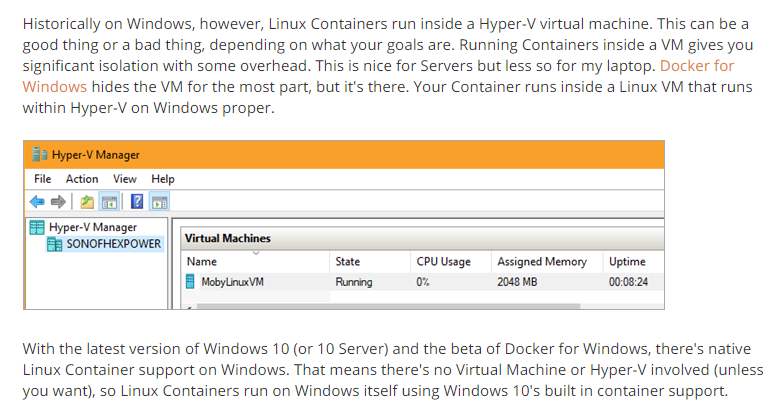 Historically on Windows, however, Linux Containers run inside a Hyper-V virtual machine. This can be a
good thing or a bad thing, depending on what your goals are. Running Containers inside a VM gives you
significant isolation with some overhead. This is nice for Servers but less so for my laptop. Docker for
Windows hides the VM for the most part, but it's there. Your Container runs inside a Linux VM that runs
within Hyper-V on Windows proper.
Hyper-V Manager
File Action View Help
Hyper-V Manager
SONOFHEXPOWER
Virtual Machines
Name State CPU Usage Assigned Memory Uptime
MobyLinuxVM Running 0% 2048 MB 00:08:24
With the latest version of Windows 10 (or 10 Server) and the beta of Docker for Windows, there's native
Linux Container support on Windows. That means there's no Virtual Machine or Hyper-V involved (unless
you want), so Linux Containers run on Windows itself using Windows 10's built in container support.